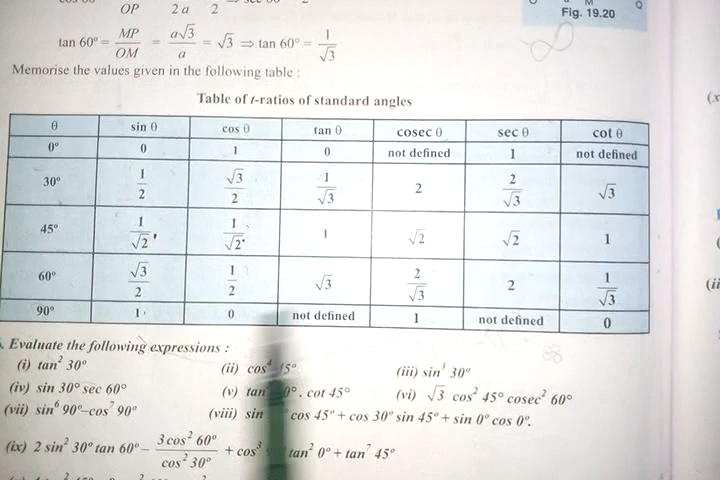 OP 2 a 2
Fig. 19.20
tan 60° = MP/OM = a√3/a = √3 ⇒ tan 60° = 1/√3
Memorise the values given in the following table :
Table of t-ratios of standard angles
θ sin θ cos θ tan θ cosec θ sec θ cot θ
0° 0 1 0 not defined 1 not defined
30° 1/2 √3/2 1/√3 2 2/√3 √3
45° 1/√2 1/√2 1 √2 √2 1
60° √3/2 1/2 √3 2/√3 2 1/√3
90° 1 0 not defined 1 not defined 0
Evaluate the following expressions :
(i) tan² 30° (ii) cos⁴ 45° (iii) sin³ 30°
(iv) sin 30° sec 60° (v) tan 0° . cot 45° (vi) √3 cos² 45° cosec² 60°
(vii) sin⁶ 90°–cos⁷ 90° (viii) sin cos 45° + cos 30° sin 45° + sin 0° cos 0°.
(ix) 2 sin² 30° tan 60° – 3 cos² 60°/cos² 30° + cos³ tan² 0° + tan⁷ 45°